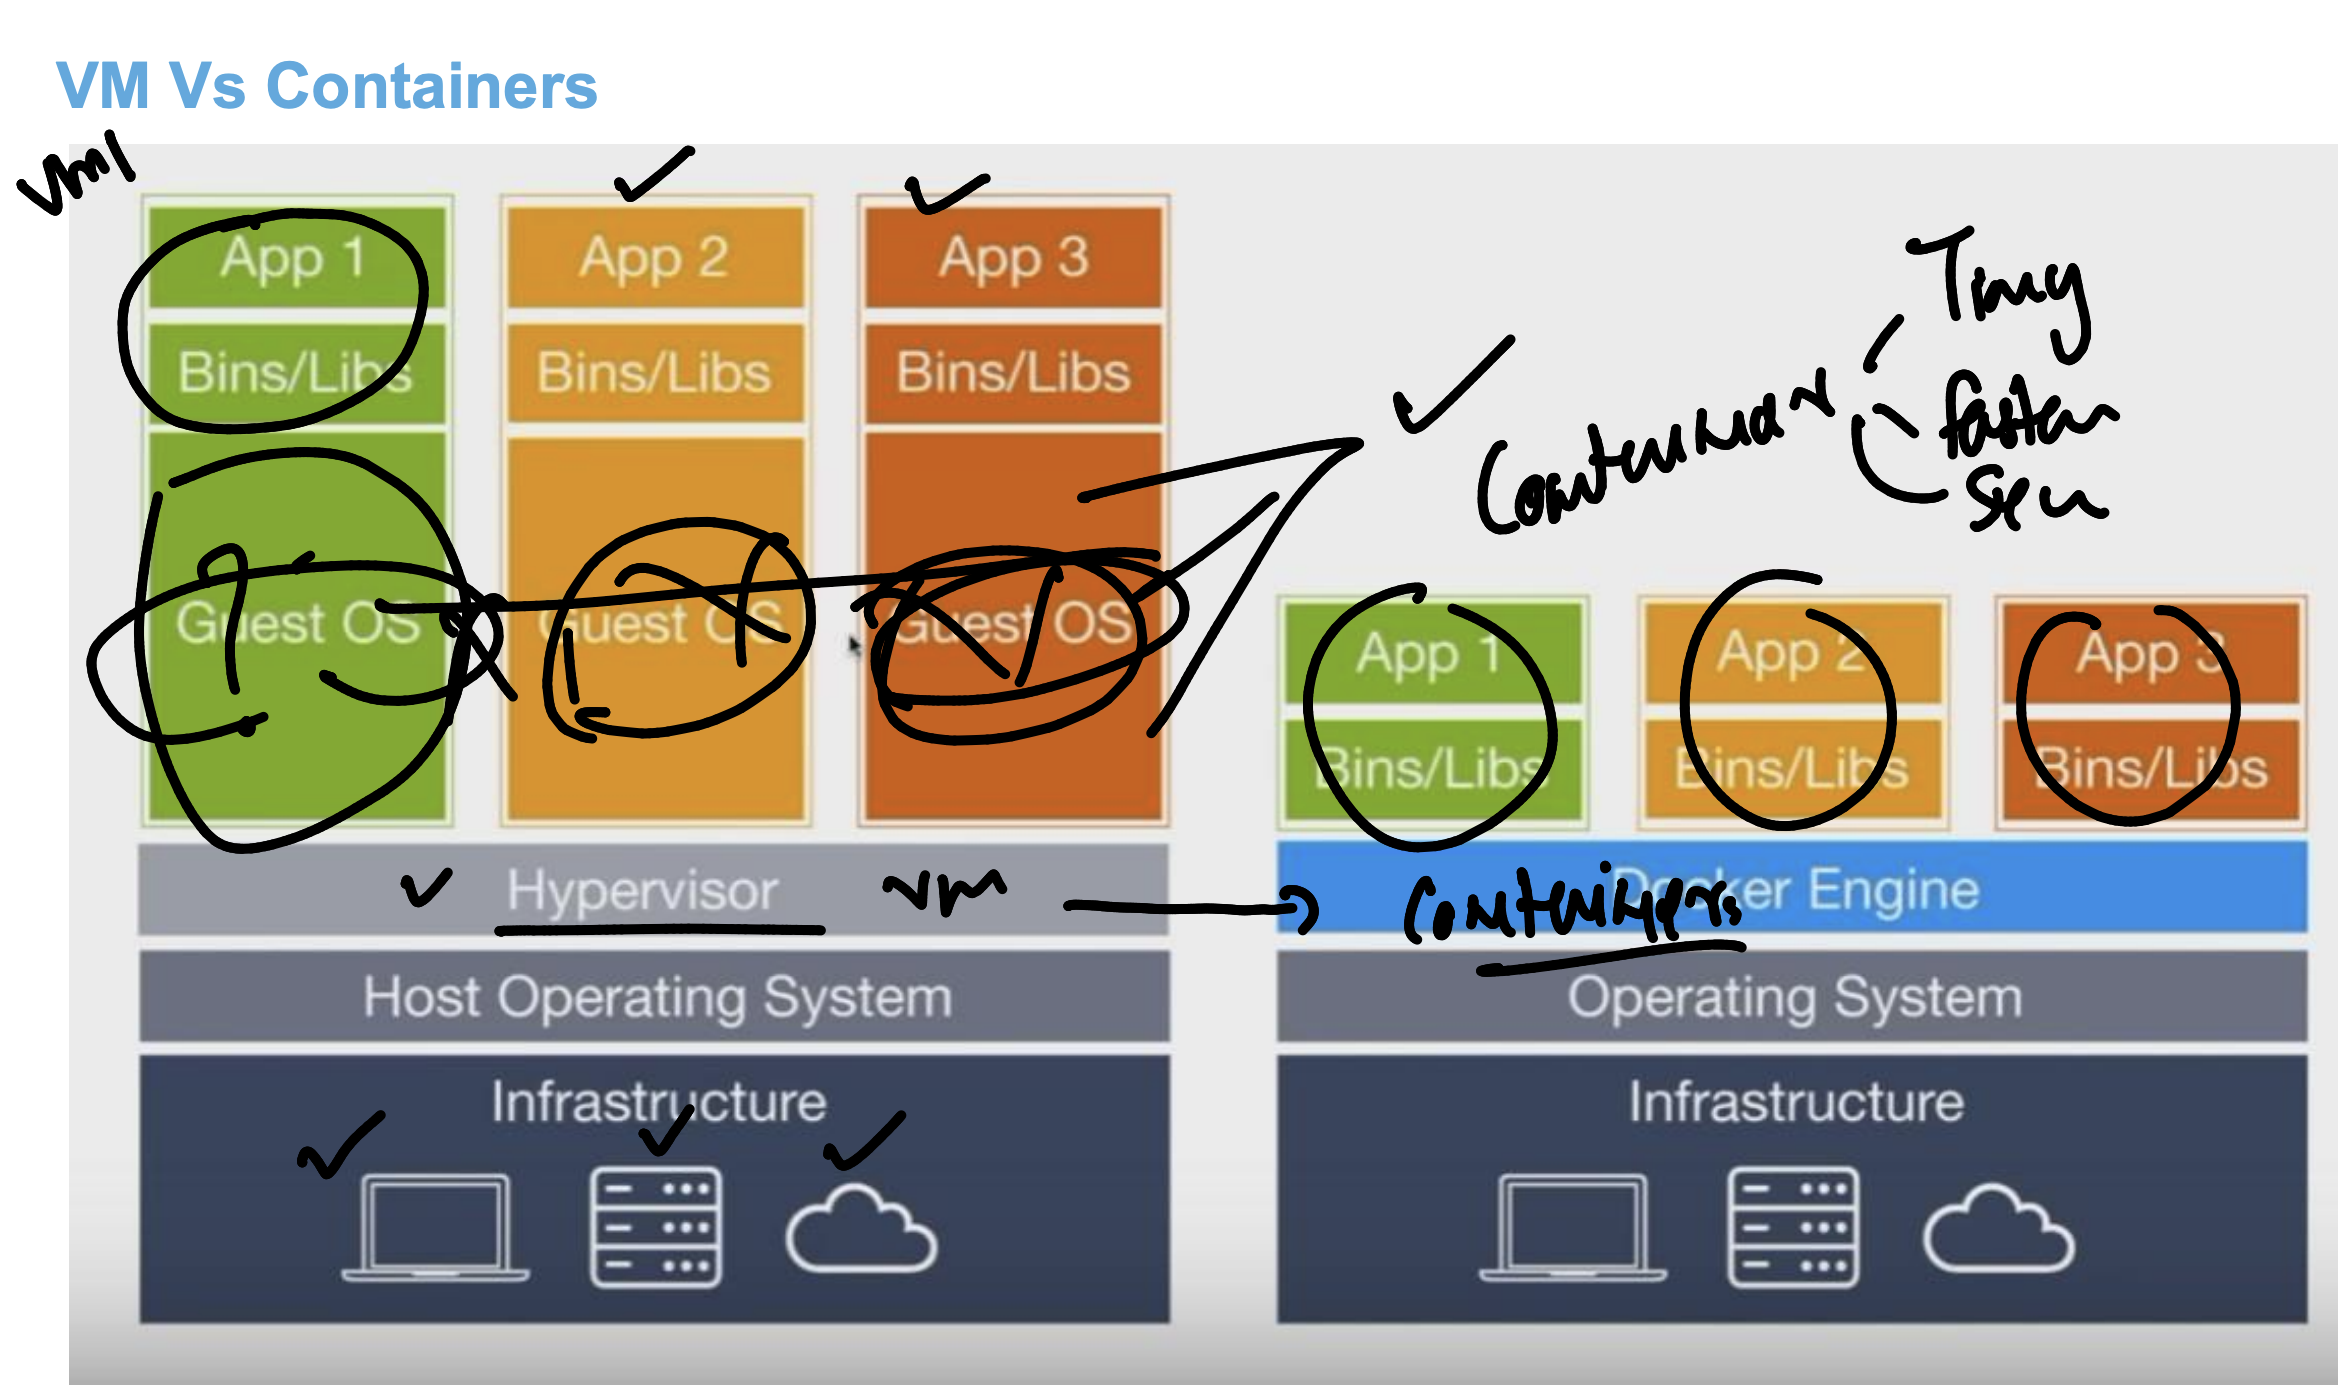 VM Vs Containers
Vm1
App 1
Bins/Libs
Guest OS
App 2
Bins/Libs
Guest OS
App 3
Bins/Libs
Guest OS
Hypervisor
vm
Host Operating System
Infrastructure
Tiny
faster
App 1
Bins/Libs
App 2
Bins/Libs
App 3
Bins/Libs
Docker Engine
Containers
Operating System
Infrastructure